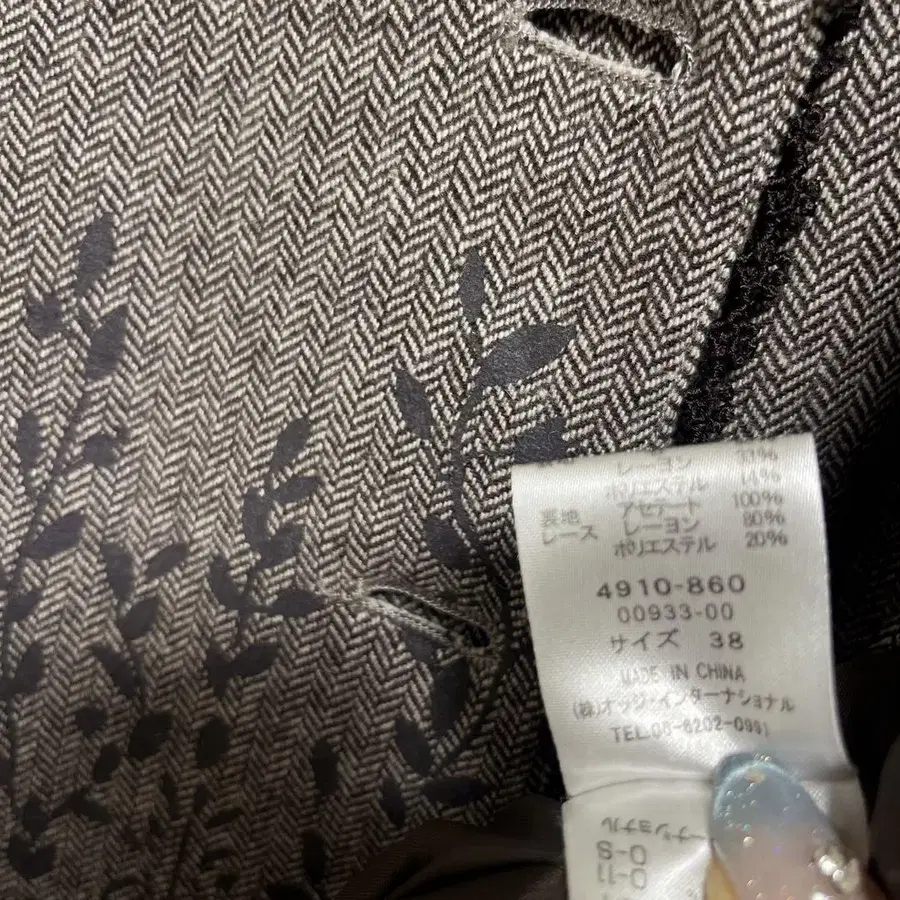 レーヨン 33%
ポリエステル 14%
裏地 アセテート 100%
レース レーヨン 80%
ポリエステル 20%
4910-860
00933-00
サイズ 38
MADE IN CHINA
(株)オッジ・インターナショナル
TEL.06-6202-0991